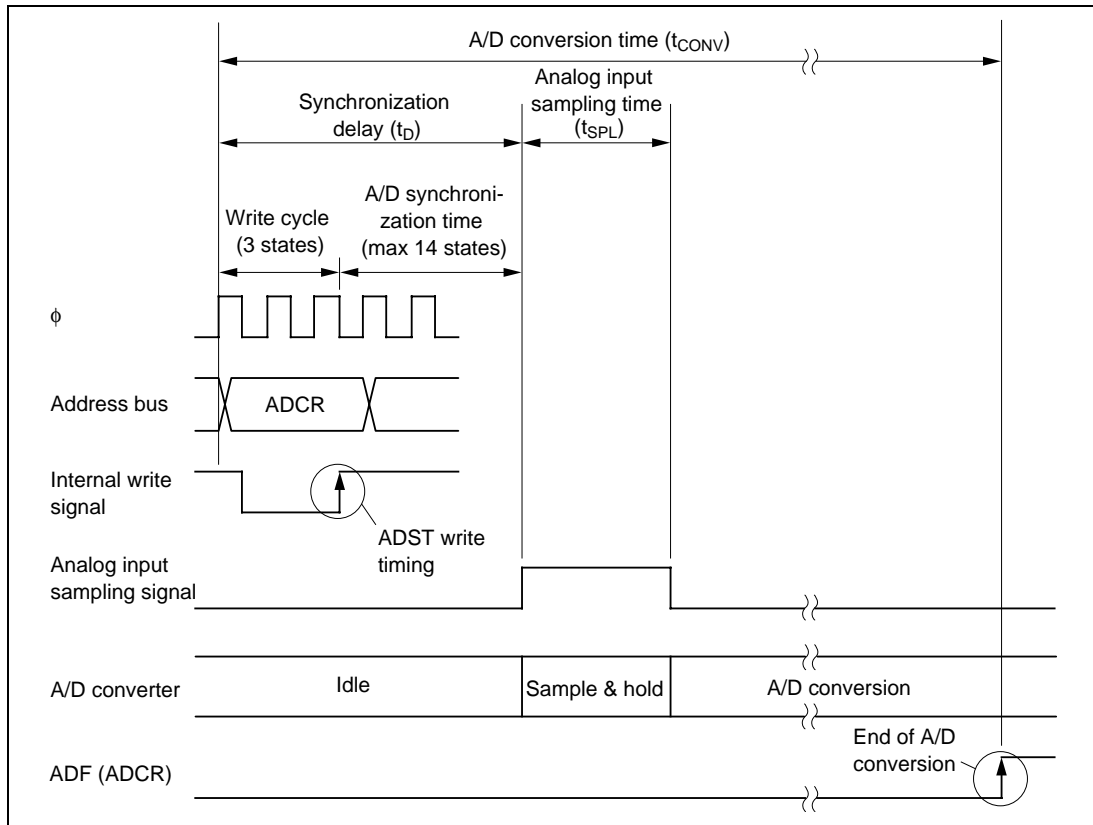 A/D conversion time (tCONV)
Analog input
sampling time
(tSPL)
Synchronization
delay (tD)
A/D synchroni-
zation time
(max 14 states)
Write cycle
(3 states)
ϕ
Address bus
ADCR
Internal write
signal
ADST write
timing
Analog input
sampling signal
A/D converter
Idle
Sample & hold
A/D conversion
End of A/D
conversion
ADF (ADCR)